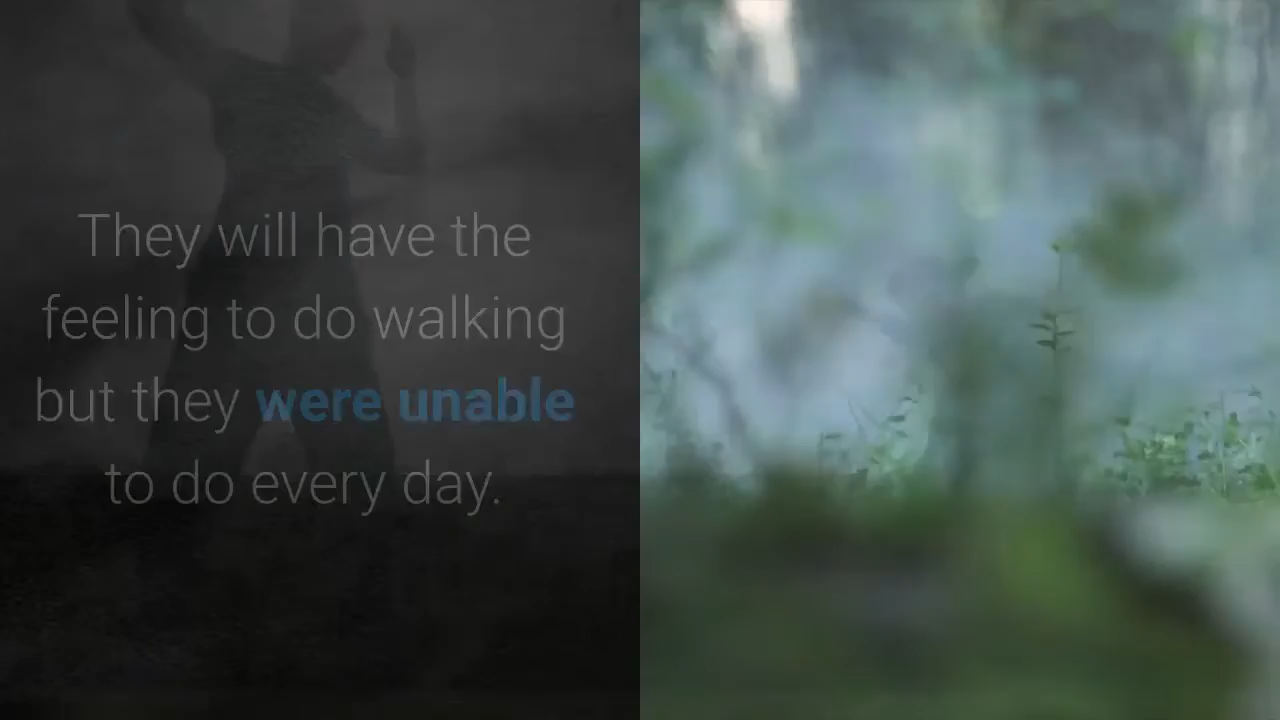 They will have the
feeling to do walking
but they were unable
to do every day.